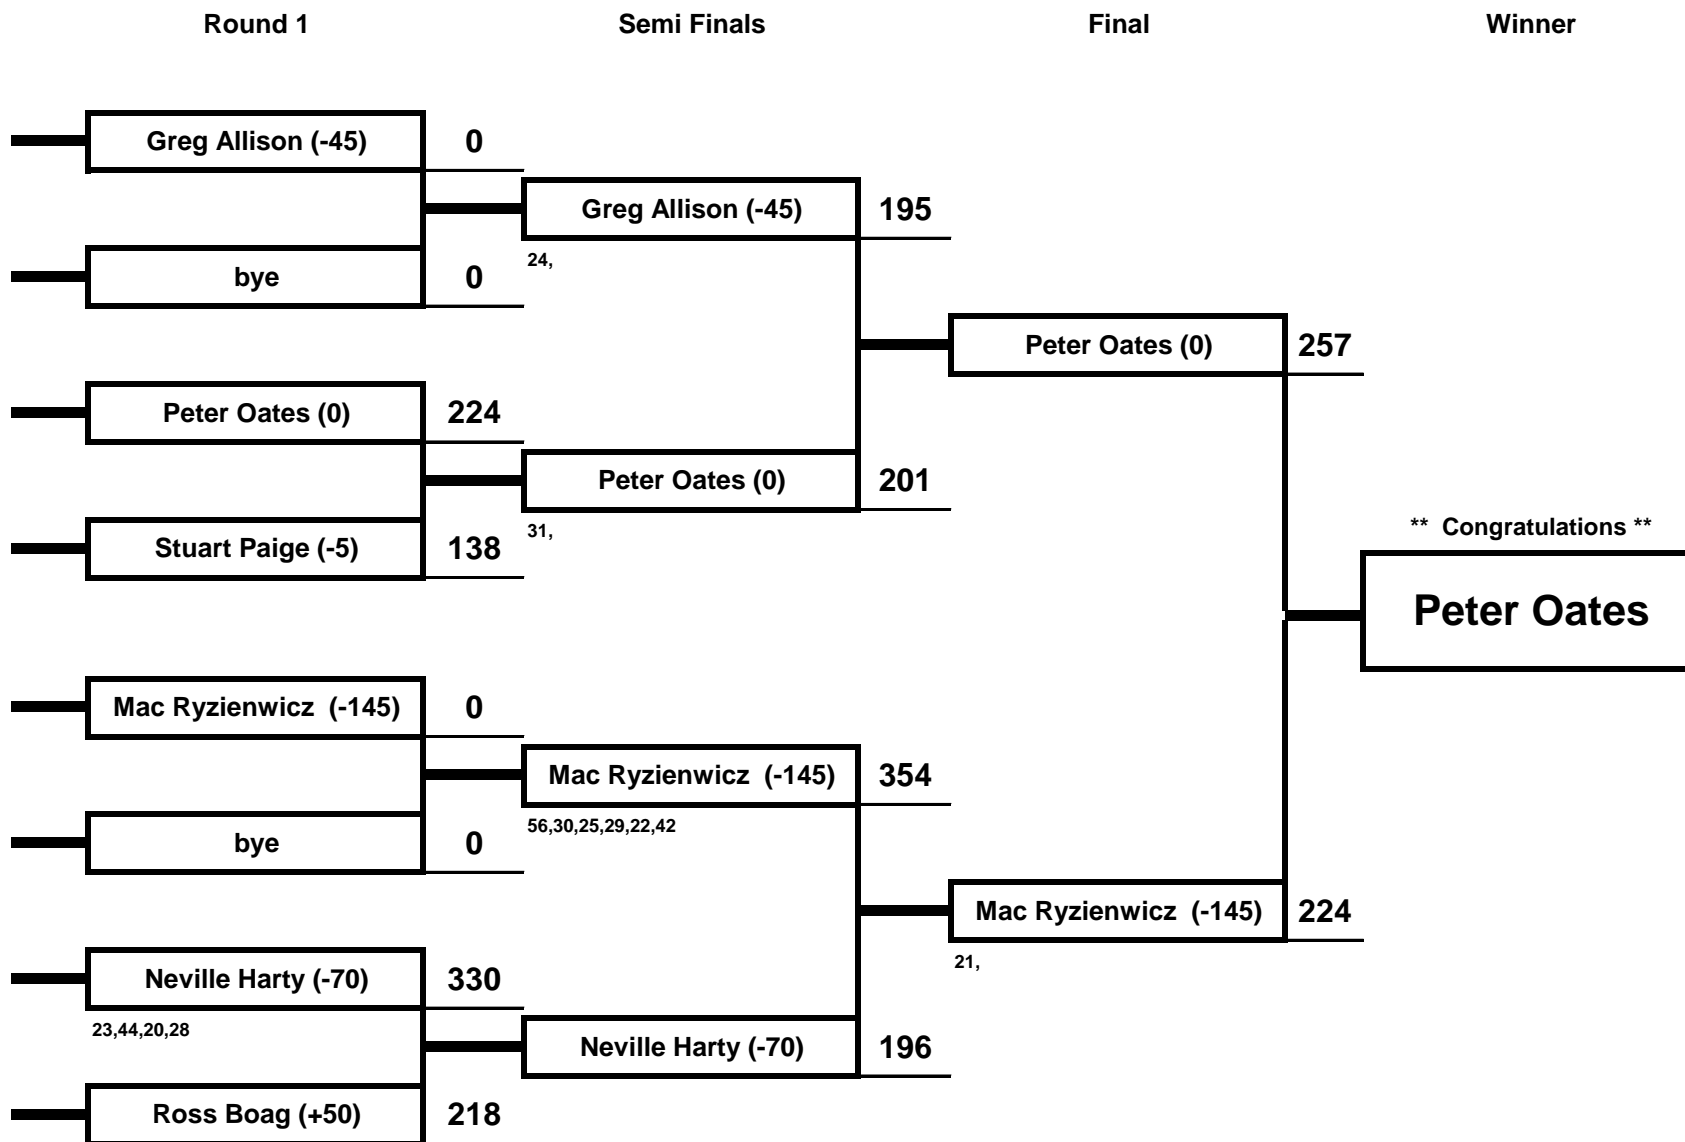 Round 1
Semi Finals
Final
Winner
Greg Allison (-45)
0
bye
0
Peter Oates (0)
224
Stuart Paige (-5)
138
Mac Ryzienwicz  (-145)
0
bye
0
Neville Harty (-70)
330
23,44,20,28
Ross Boag (+50)
218
Greg Allison (-45)
195
24,
Peter Oates (0)
201
31,
Mac Ryzienwicz  (-145)
354
56,30,25,29,22,42
Neville Harty (-70)
196
Peter Oates (0)
257
Mac Ryzienwicz  (-145)
224
21,
**  Congratulations **
Peter Oates